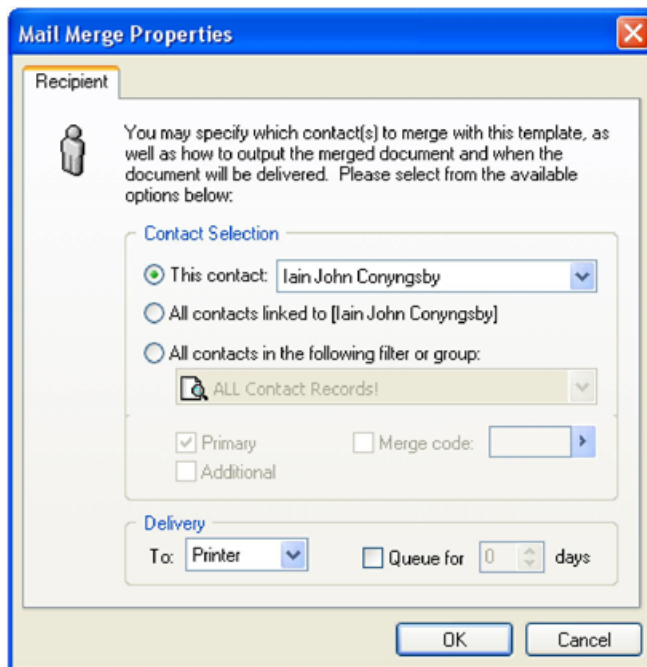 Mail Merge Properties
Recipient
You may specify which contact(s) to merge with this template, as
well as how to output the merged document and when the
document will be delivered. Please select from the available
options below:
Contact Selection
This contact: Iain John Conyngsby
All contacts linked to [Iain John Conyngsby]
All contacts in the following filter or group:
ALL Contact Records!
Primary Merge code:
Additional
Delivery
To: Printer Queue for 0 days
OK Cancel